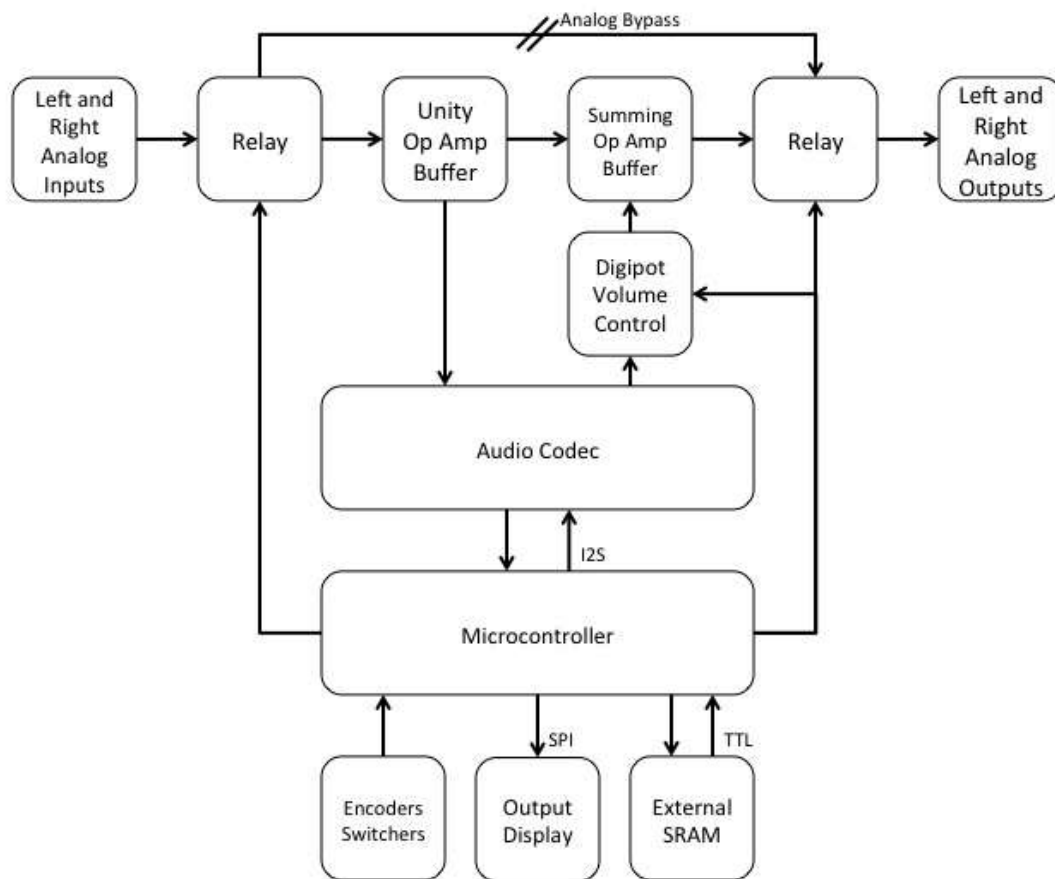 Analog Bypass
Left and
Right
Analog
Inputs
Relay
Unity
Op Amp
Buffer
Summing
Op Amp
Buffer
Relay
Left and
Right
Analog
Outputs
Digipot
Volume
Control
Audio Codec
I2S
Microcontroller
SPI
TTL
Encoders
Switchers
Output
Display
External
SRAM